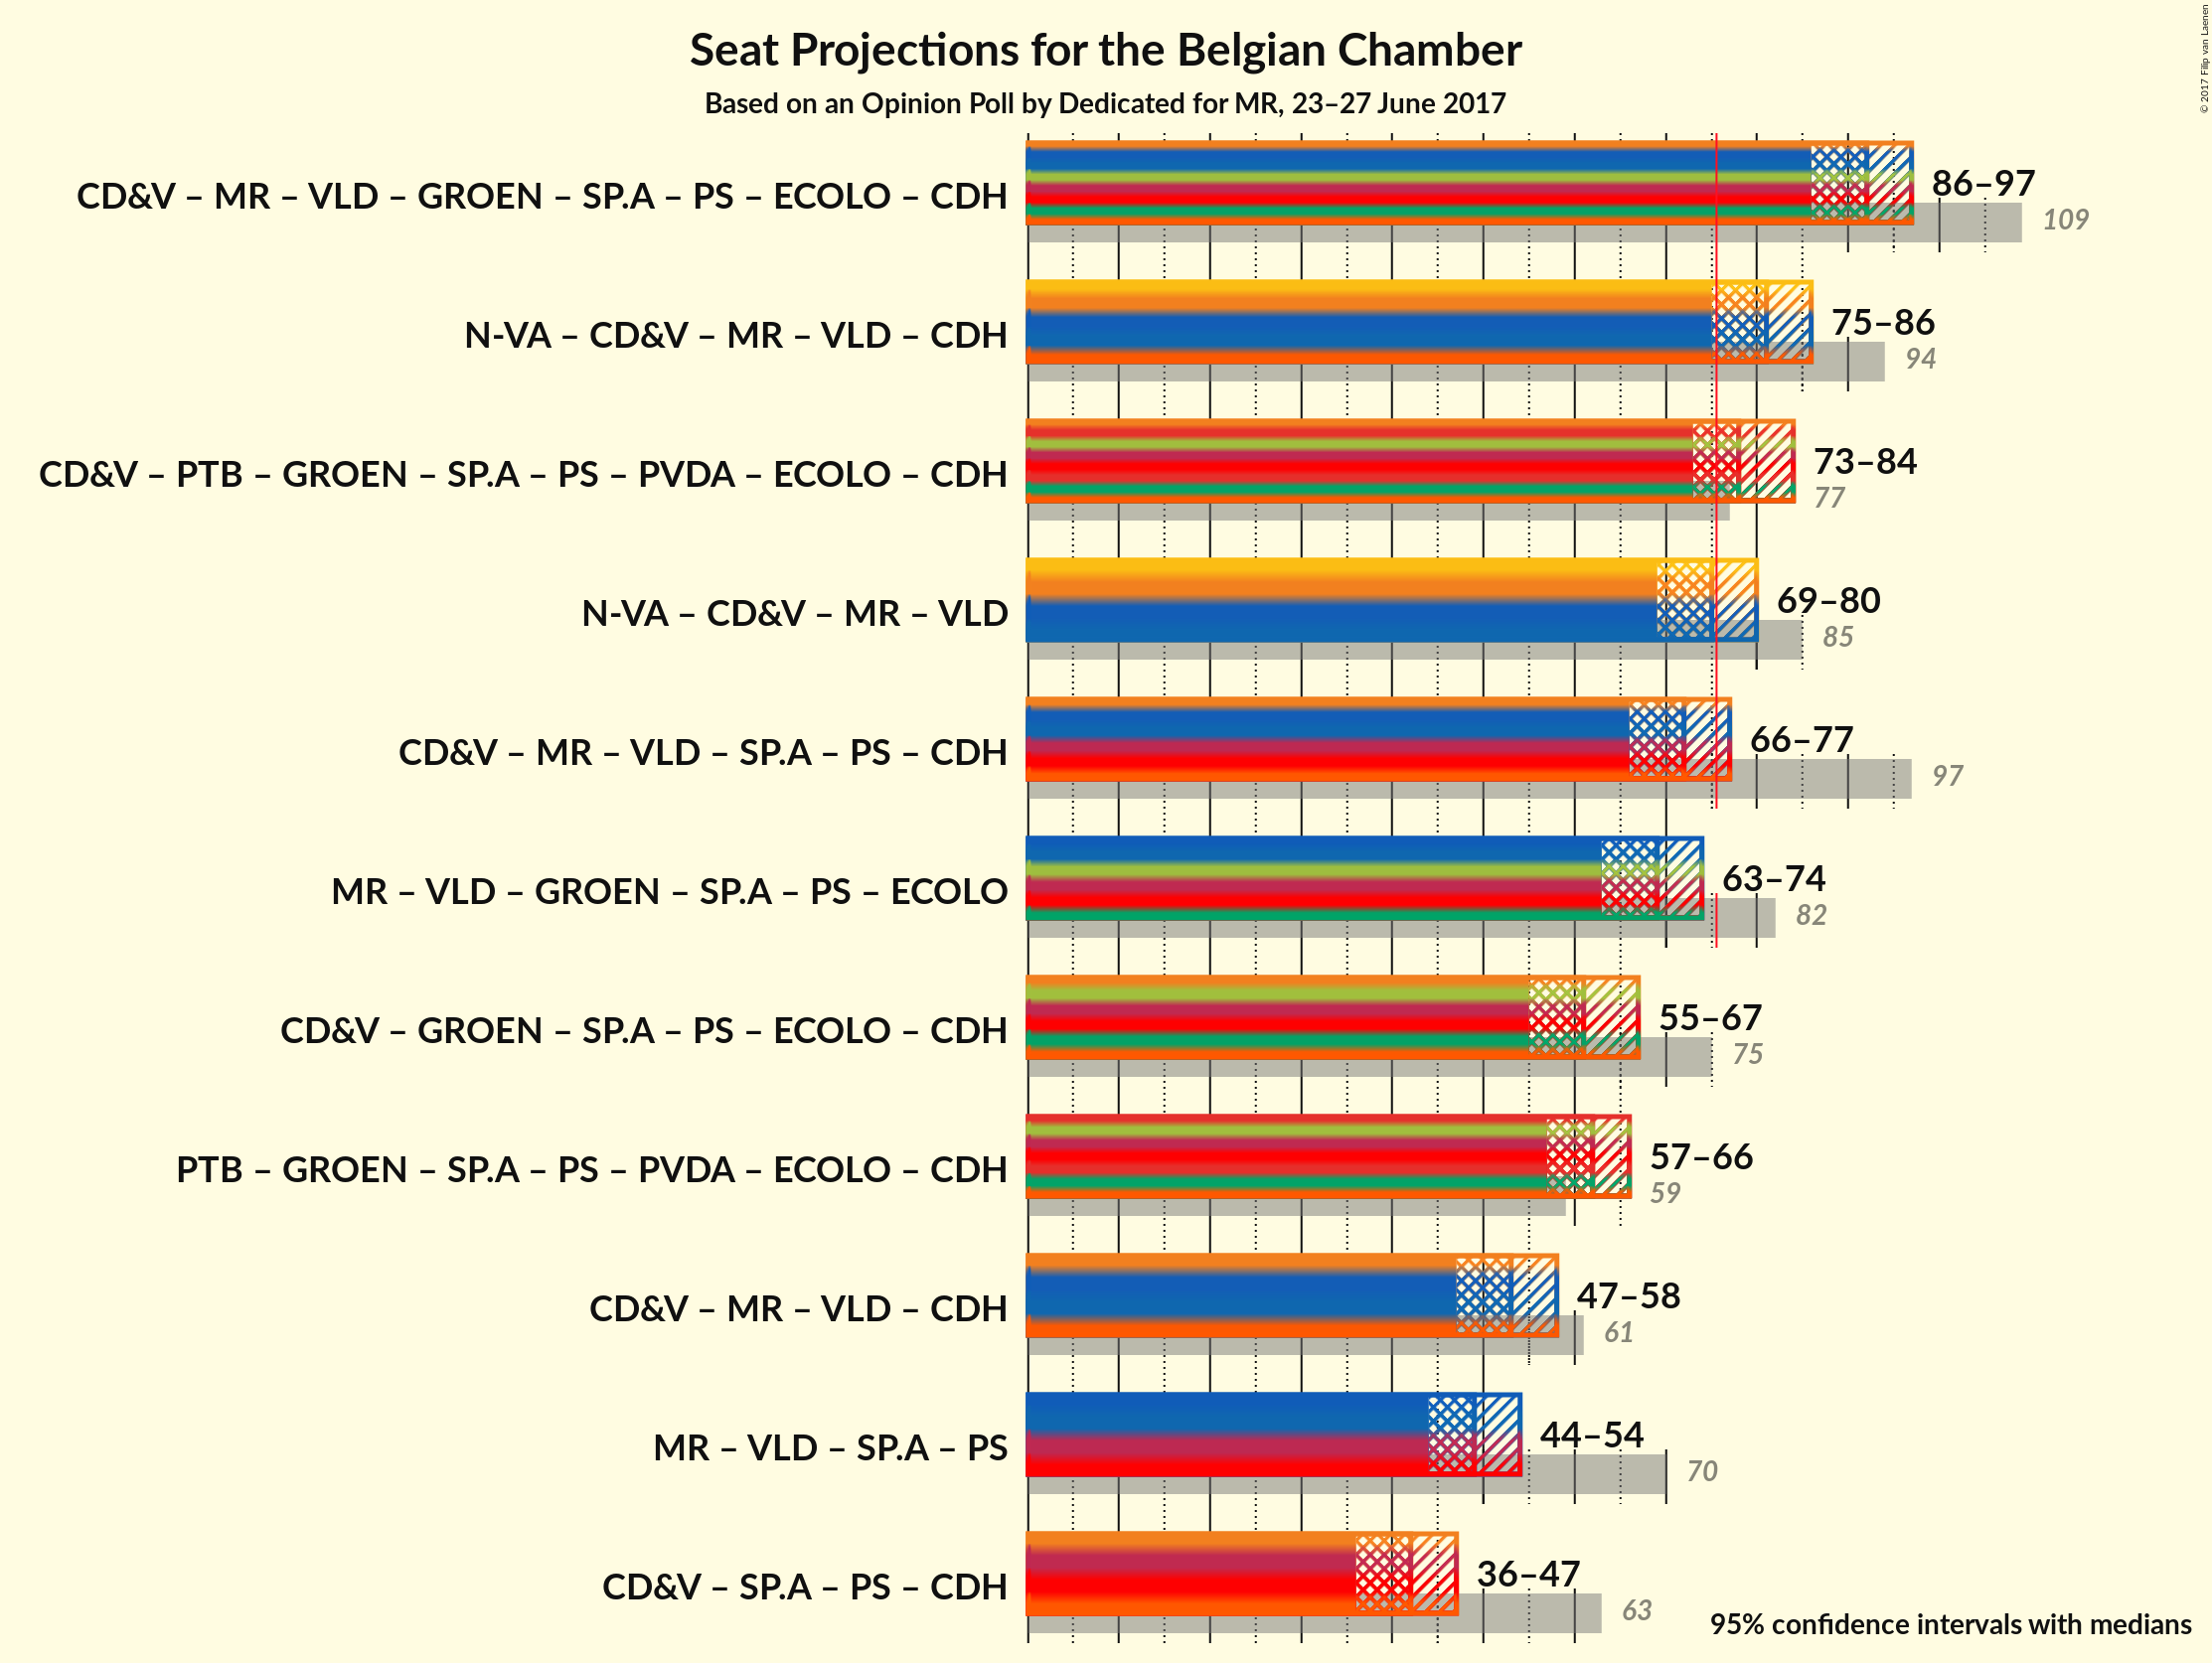 Seat Projections for the Belgian Chamber
Based on an Opinion Poll by Dedicated for MR, 23–27 June 2017
© 2017 Filip van Laenen
CD&V – MR – VLD – GROEN – SP.A – PS – ECOLO – CDH
86–97
109
N-VA – CD&V – MR – VLD – CDH
75–86
94
CD&V – PTB – GROEN – SP.A – PS – PVDA – ECOLO – CDH
73–84
77
N-VA – CD&V – MR – VLD
69–80
85
CD&V – MR – VLD – SP.A – PS – CDH
66–77
97
MR – VLD – GROEN – SP.A – PS – ECOLO
63–74
82
CD&V – GROEN – SP.A – PS – ECOLO – CDH
55–67
75
PTB – GROEN – SP.A – PS – PVDA – ECOLO – CDH
57–66
59
CD&V – MR – VLD – CDH
47–58
61
MR – VLD – SP.A – PS
44–54
70
CD&V – SP.A – PS – CDH
36–47
63
95% confidence intervals with medians